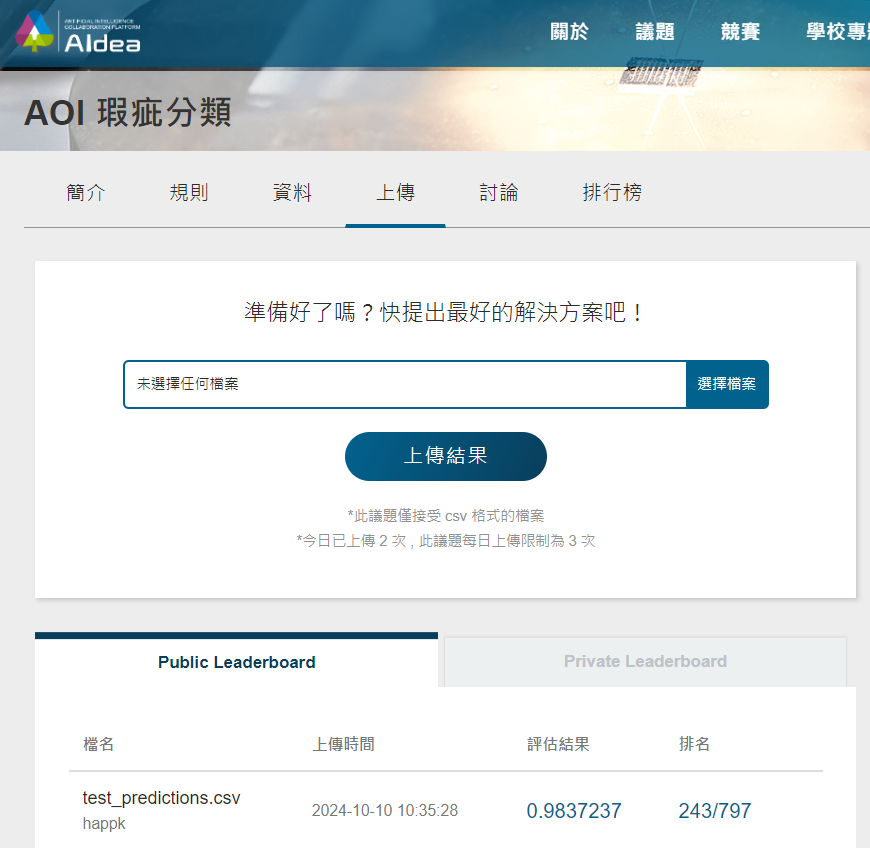 ARTIFICIAL INTELLIGENCE
COLLABORATION PLATFORM
AIdea
關於 議題 競賽 學校專
AOI 瑕疵分類
簡介 規則 資料 上傳 討論 排行榜
準備好了嗎？快提出最好的解決方案吧！
未選擇任何檔案 選擇檔案
上傳結果
*此議題僅接受 csv 格式的檔案
*今日已上傳 2 次 , 此議題每日上傳限制為 3 次
Public Leaderboard Private Leaderboard
檔名 上傳時間 評估結果 排名
test_predictions.csv 2024-10-10 10:35:28 0.9837237 243/797
happk